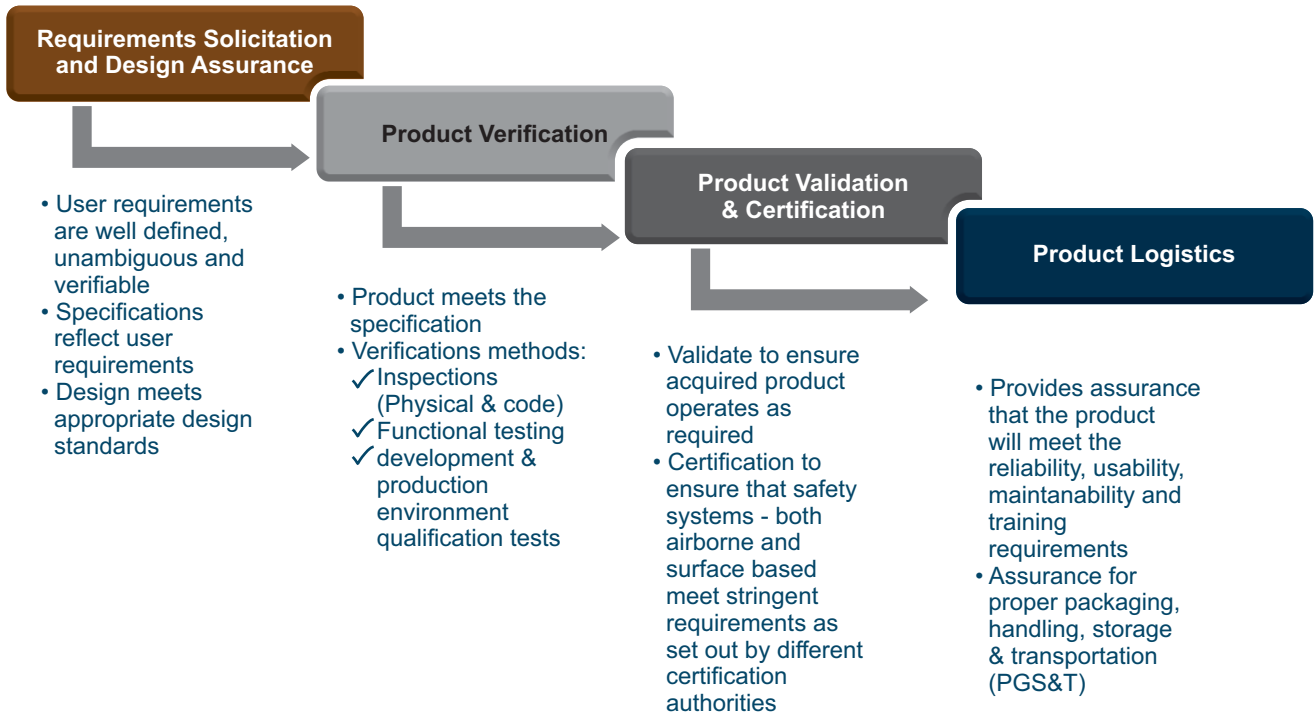 Requirements Solicitation
and Design Assurance
• User requirements
are well defined,
unambiguous and
verifiable
• Specifications
reflect user
requirements
• Design meets
appropriate design
standards
Product Verification
• Product meets the
specification
• Verifications methods:
✓ Inspections
(Physical & code)
✓ Functional testing
✓ development &
production
environment
qualification tests
Product Validation
& Certification
• Validate to ensure
acquired product
operates as
required
• Certification to
ensure that safety
systems - both
airborne and
surface based
meet stringent
requirements as
set out by different
certification
authorities
Product Logistics
• Provides assurance
that the product
will meet the
reliability, usability,
maintanability and
training
requirements
• Assurance for
proper packaging,
handling, storage
& transportation
(PGS&T)